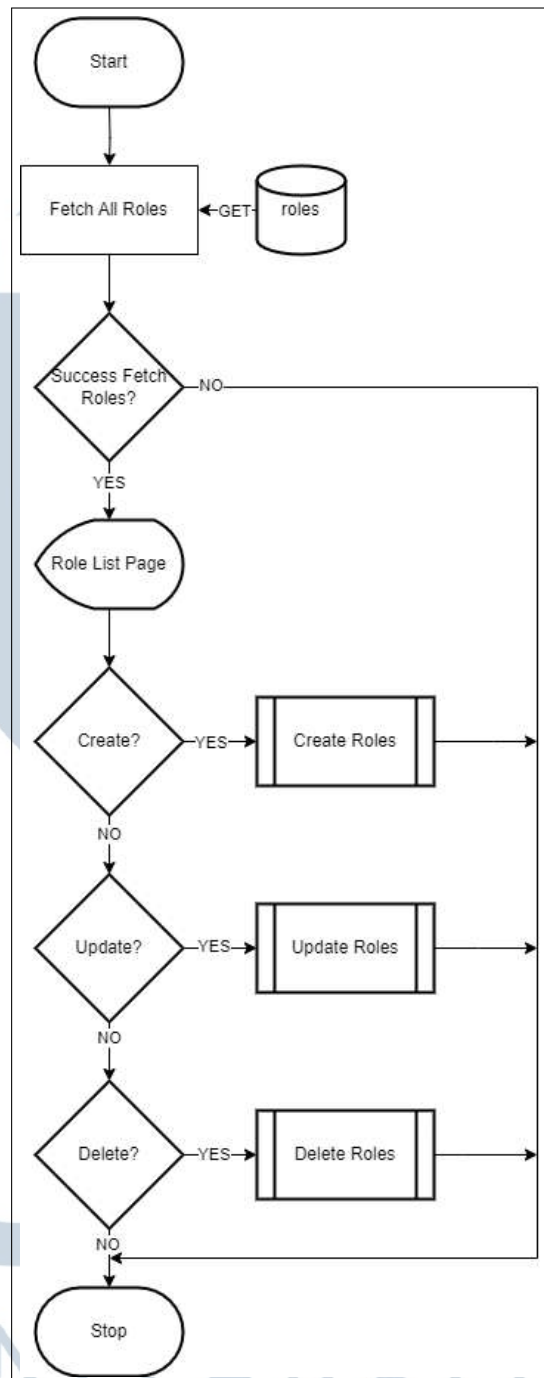 Start
Fetch All Roles
GET
roles
Success Fetch
Roles?
NO
YES
Role List Page
Create?
YES
Create Roles
NO
Update?
YES
Update Roles
NO
Delete?
YES
Delete Roles
NO
Stop